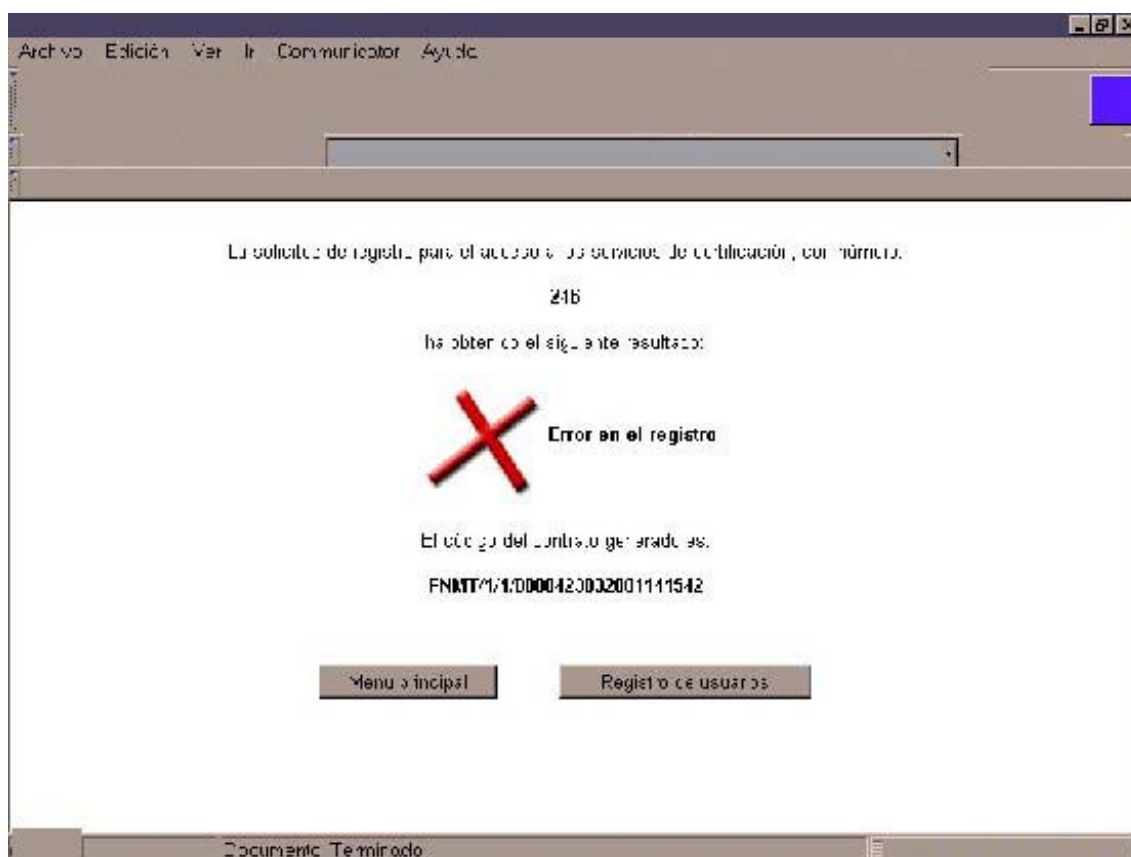 Archivo Edición Ver Ir Communicator Ayuda
La solicitud de registro para el acceso a los servicios de certificación, con número:
246
ha obtenido el siguiente resultado:
Error en el registro
El código del contrato generado es:
Menu principal
Registro de usuarios
Documento: Terminado